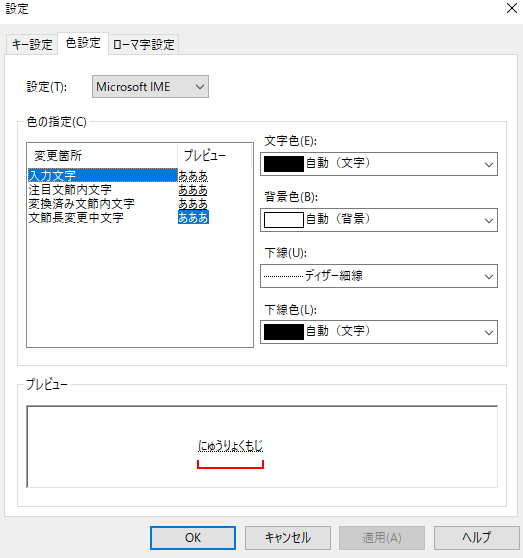 設定
キー設定 色設定 ローマ字設定
設定(T): Microsoft IME
色の指定(C)
変更箇所 プレビュー
入力文字 あああ
注目文節内文字 あああ
変換済み文節内文字 あああ
文節長変更中文字 あああ
文字色(E):
自動（文字）
背景色(B):
自動（背景）
下線(U):
ディザー細線
下線色(L):
自動（文字）
プレビュー
にゅうりょくもじ
OK キャンセル 適用(A) ヘルプ